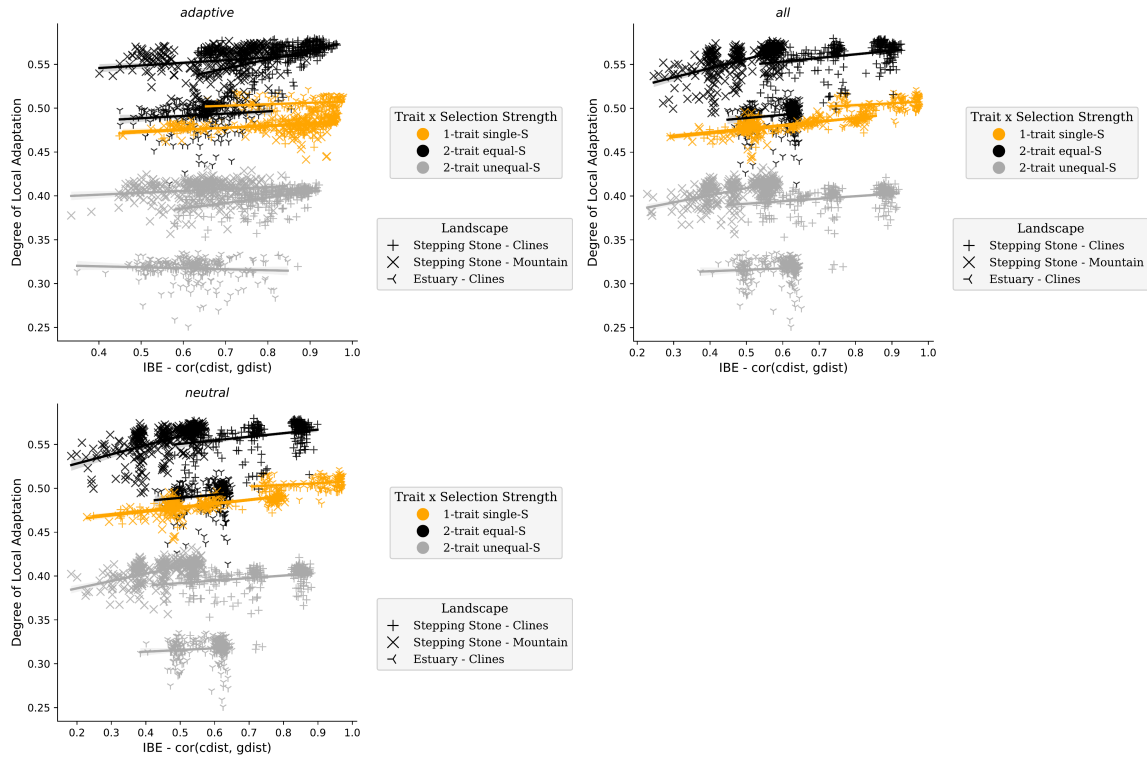 adaptive
Degree of Local Adaptation
0.55
0.50
0.45
0.40
0.35
0.30
0.25
0.4 0.5 0.6 0.7 0.8 0.9 1.0
IBE - cor(cdist, gdist)
Trait x Selection Strength
1-trait single-S
2-trait equal-S
2-trait unequal-S
Landscape
Stepping Stone - Clines
Stepping Stone - Mountain
Estuary - Clines
all
Degree of Local Adaptation
0.55
0.50
0.45
0.40
0.35
0.30
0.25
0.2 0.3 0.4 0.5 0.6 0.7 0.8 0.9 1.0
IBE - cor(cdist, gdist)
Trait x Selection Strength
1-trait single-S
2-trait equal-S
2-trait unequal-S
Landscape
Stepping Stone - Clines
Stepping Stone - Mountain
Estuary - Clines
neutral
Degree of Local Adaptation
0.55
0.50
0.45
0.40
0.35
0.30
0.25
0.2 0.3 0.4 0.5 0.6 0.7 0.8 0.9 1.0
IBE - cor(cdist, gdist)
Trait x Selection Strength
1-trait single-S
2-trait equal-S
2-trait unequal-S
Landscape
Stepping Stone - Clines
Stepping Stone - Mountain
Estuary - Clines